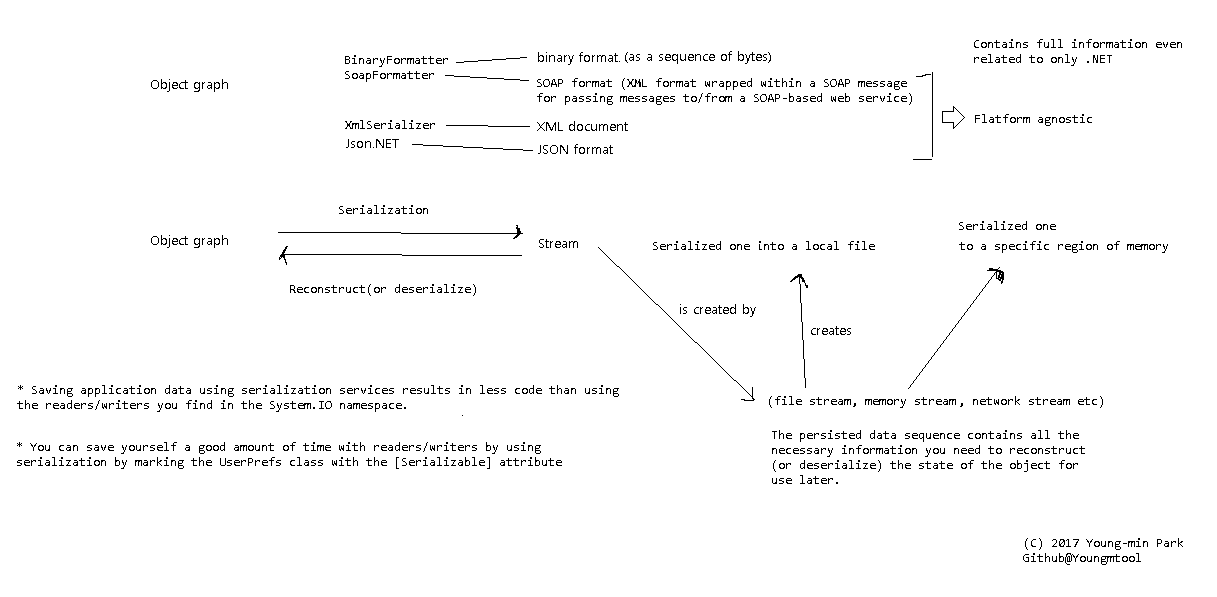 Contains full information even
related to only .NET
BinaryFormatter
binary format. (as a sequence of bytes)
SoapFormatter
Object graph
SOAP format (XML format wrapped within a SOAP message
for passing messages to/from a SOAP-based web service)
Flatform agnostic
XmlSerializer
XML document
Json.NET
JSON format
Serialization
Object graph
Stream
Reconstruct(or deserialize)
Serialized one into a local file
Serialized one
to a specific region of memory
is created by
creates
(file stream, memory stream, network stream etc)
* Saving application data using serialization services results in less code than using
the readers/writers you find in the System.IO namespace.
* You can save yourself a good amount of time with readers/writers by using
serialization by marking the UserPrefs class with the [Serializable] attribute
The persisted data sequence contains all the
necessary information you need to reconstruct
(or deserialize) the state of the object for
use later.
(C) 2017 Young-min Park
Github@Youngmtool